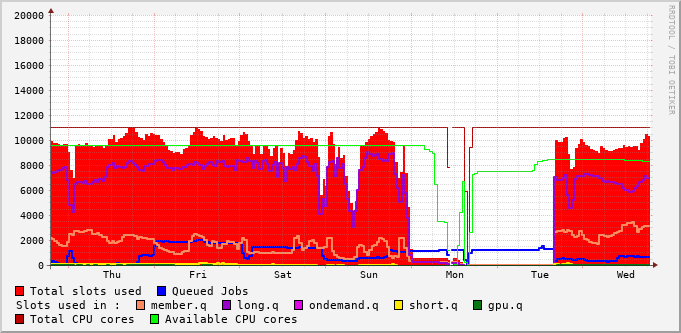 20000
18000
16000
14000
12000
10000
8000
6000
4000
2000
0
Thu Fri Sat Sun Mon Tue Wed
Total slots used Queued Jobs
Slots used in : member.q long.q ondemand.q short.q gpu.q
Total CPU cores Available CPU cores
RRDTOOL / TOBI OETIKER